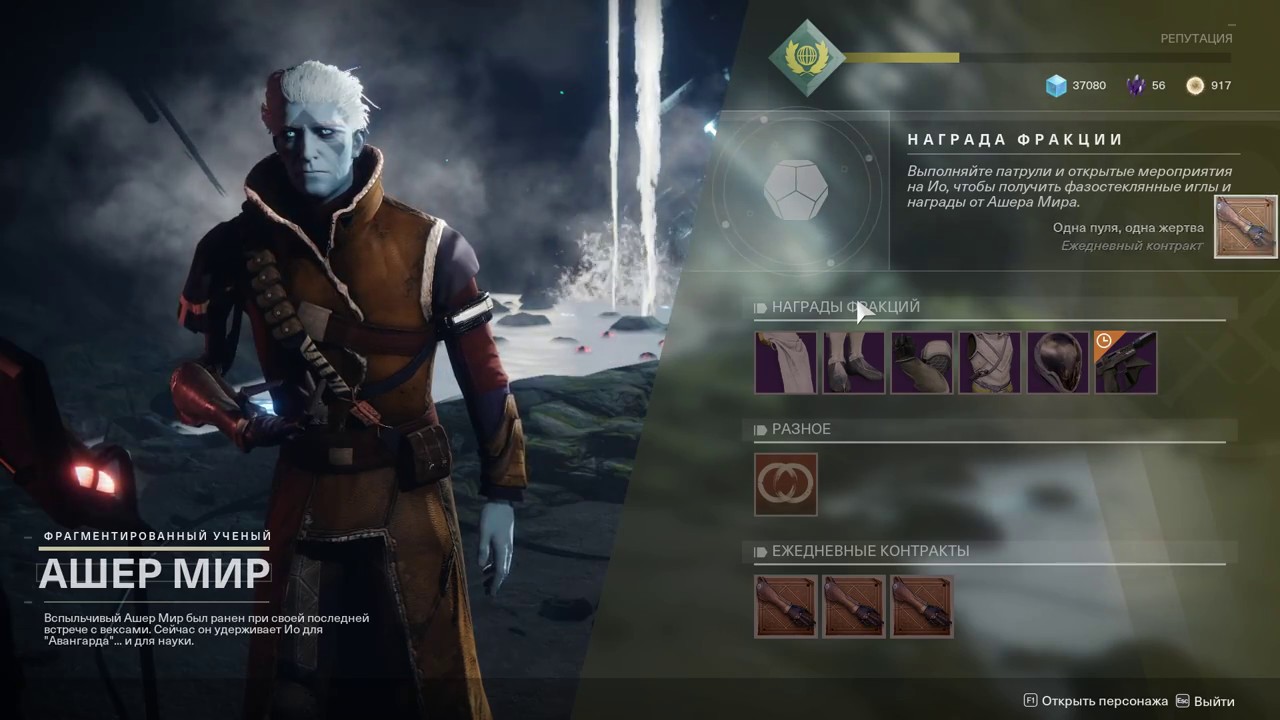 РЕПУТАЦИЯ
37080 56 917
НАГРАДА ФРАКЦИИ
Выполняйте патрули и открытые мероприятия
на Ио, чтобы получить фазостеклянные иглы и
награды от Ашера Мира.
Одна пуля, одна жертва
Ежедневный контракт
НАГРАДЫ ФРАКЦИЙ
РАЗНОЕ
ЕЖЕДНЕВНЫЕ КОНТРАКТЫ
ФРАГМЕНТИРОВАННЫЙ УЧЕНЫЙ
АШЕР МИР
Вспыльчивый Ашер Мир был ранен при своей последней
встрече с вексами. Сейчас он удерживает Ио для
"Авангарда"... и для науки.
F1 Открыть персонажа Esc Выйти